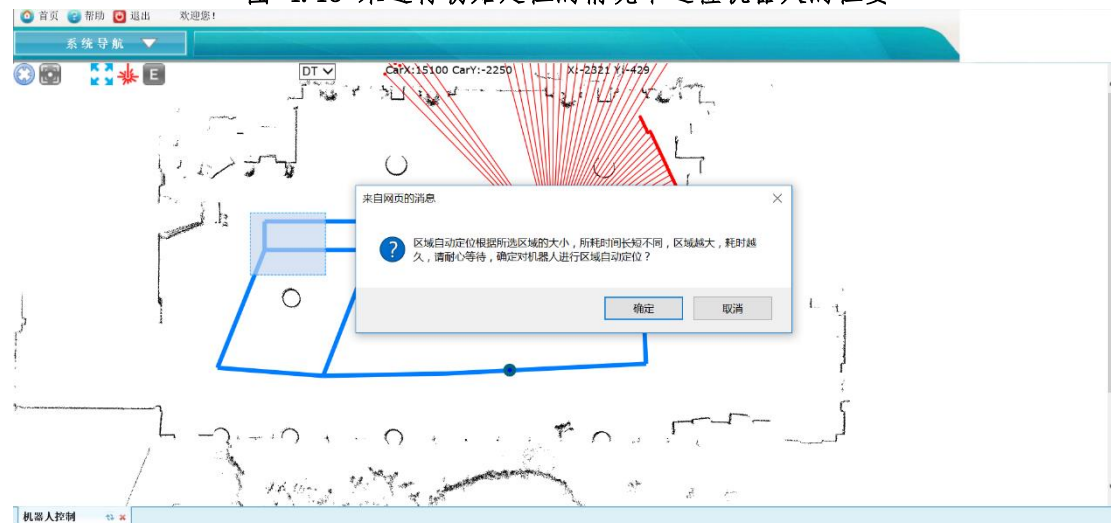 首页 帮助 退出 欢迎您!
系统导航
E
DT CarX:15100 CarY:-2250 X:-2321 Y:-429
来自网页的消息
区域自动定位根据所选区域的大小，所耗时间长短不同，区域越大，耗时越
久，请耐心等待，确定对机器人进行区域自动定位？
确定 取消
机器人控制